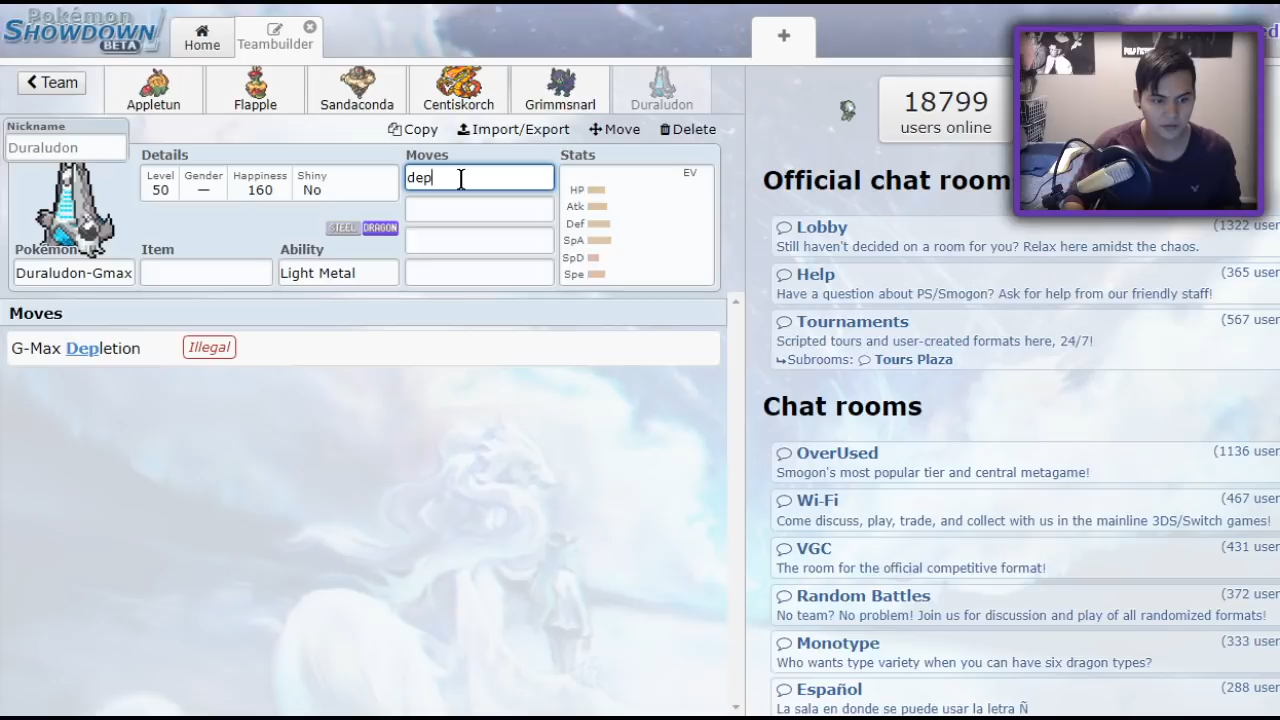 Pokémon
SHOWDOWN
BETA
Home
Teambuilder
+
< Team
Appletun
Flapple
Sandaconda
Centiskorch
Grimmsnarl
Duraludon
Copy
Import/Export
Move
Delete
Nickname
Duraludon
Details
Level
50
Gender
—
Happiness
160
Shiny
No
STEEL DRAGON
Pokémon
Duraludon-Gmax
Item
Ability
Light Metal
Moves
dep
Stats
EV
HP
Atk
Def
SpA
SpD
Spe
Moves
G-Max Depletion
Illegal
18799
users online
Official chat room
Lobby
(1322 user
Still haven't decided on a room for you? Relax here amidst the chaos.
Help
(365 user
Have a question about PS/Smogon? Ask for help from our friendly staff!
Tournaments
(567 user
Scripted tours and user-created formats here, 24/7!
↳Subrooms: Tours Plaza
Chat rooms
OverUsed
(1136 user
Smogon's most popular tier and central metagame!
Wi-Fi
(467 user
Come discuss, play, trade, and collect with us in the mainline 3DS/Switch games!
VGC
(431 user
The room for the official competitive format!
Random Battles
(372 user
No team? No problem! Join us for discussion and play of all randomized formats!
Monotype
(333 user
Who wants type variety when you can have six dragon types?
Español
(288 user
La sala en donde se puede usar la letra Ñ